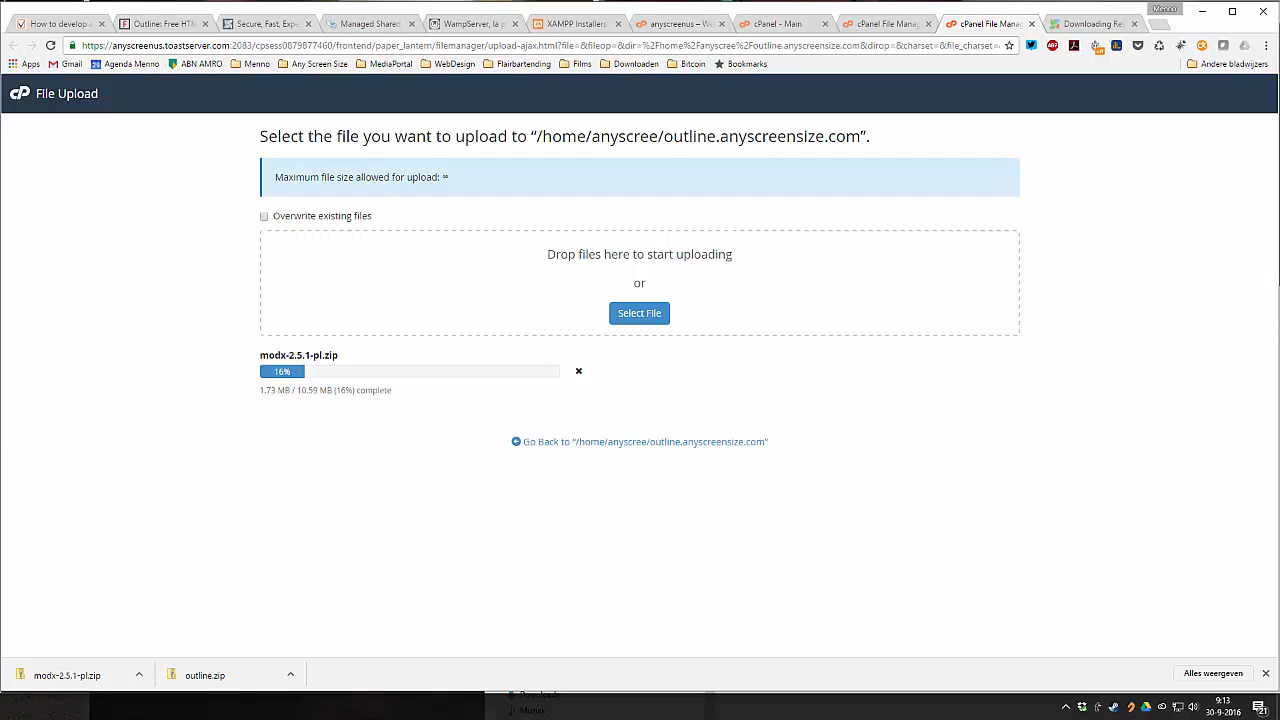 Menno
How to develop a
Outline: Free HTM
Secure, Fast, Exp
Managed Shared
WampServer, la p
XAMPP Installers
anyscreenus – We
cPanel - Main
cPanel File Mana
cPanel File Mana
Downloading Re
https://anyscreenus.toastserver.com:2083/cpsess0879877460/frontend/paper_lantern/filemanager/upload-ajax.html?file=&fileop=&dir=%2Fhome%2Fanyscree%2Foutline.anyscreensize.com&drop=&charset=&file_charset=
Apps
Gmail
Agenda Menno
ABN AMRO
Menno
Any Screen Size
MediaPortal
WebDesign
Flairbartending
Films
Downloaden
Bitcoin
Bookmarks
Andere bladwijzers
cP File Upload
Select the file you want to upload to “/home/anyscree/outline.anyscreensize.com”.
Maximum file size allowed for upload: ∞
Overwrite existing files
Drop files here to start uploading
or
Select File
modx-2.5.1-pl.zip
16%
1.73 MB / 10.59 MB (16%) complete
Go Back to “/home/anyscree/outline.anyscreensize.com”
modx-2.5.1-pl.zip
outline.zip
Alles weergeven
Downloads
Muziek
9:13
30-9-2016